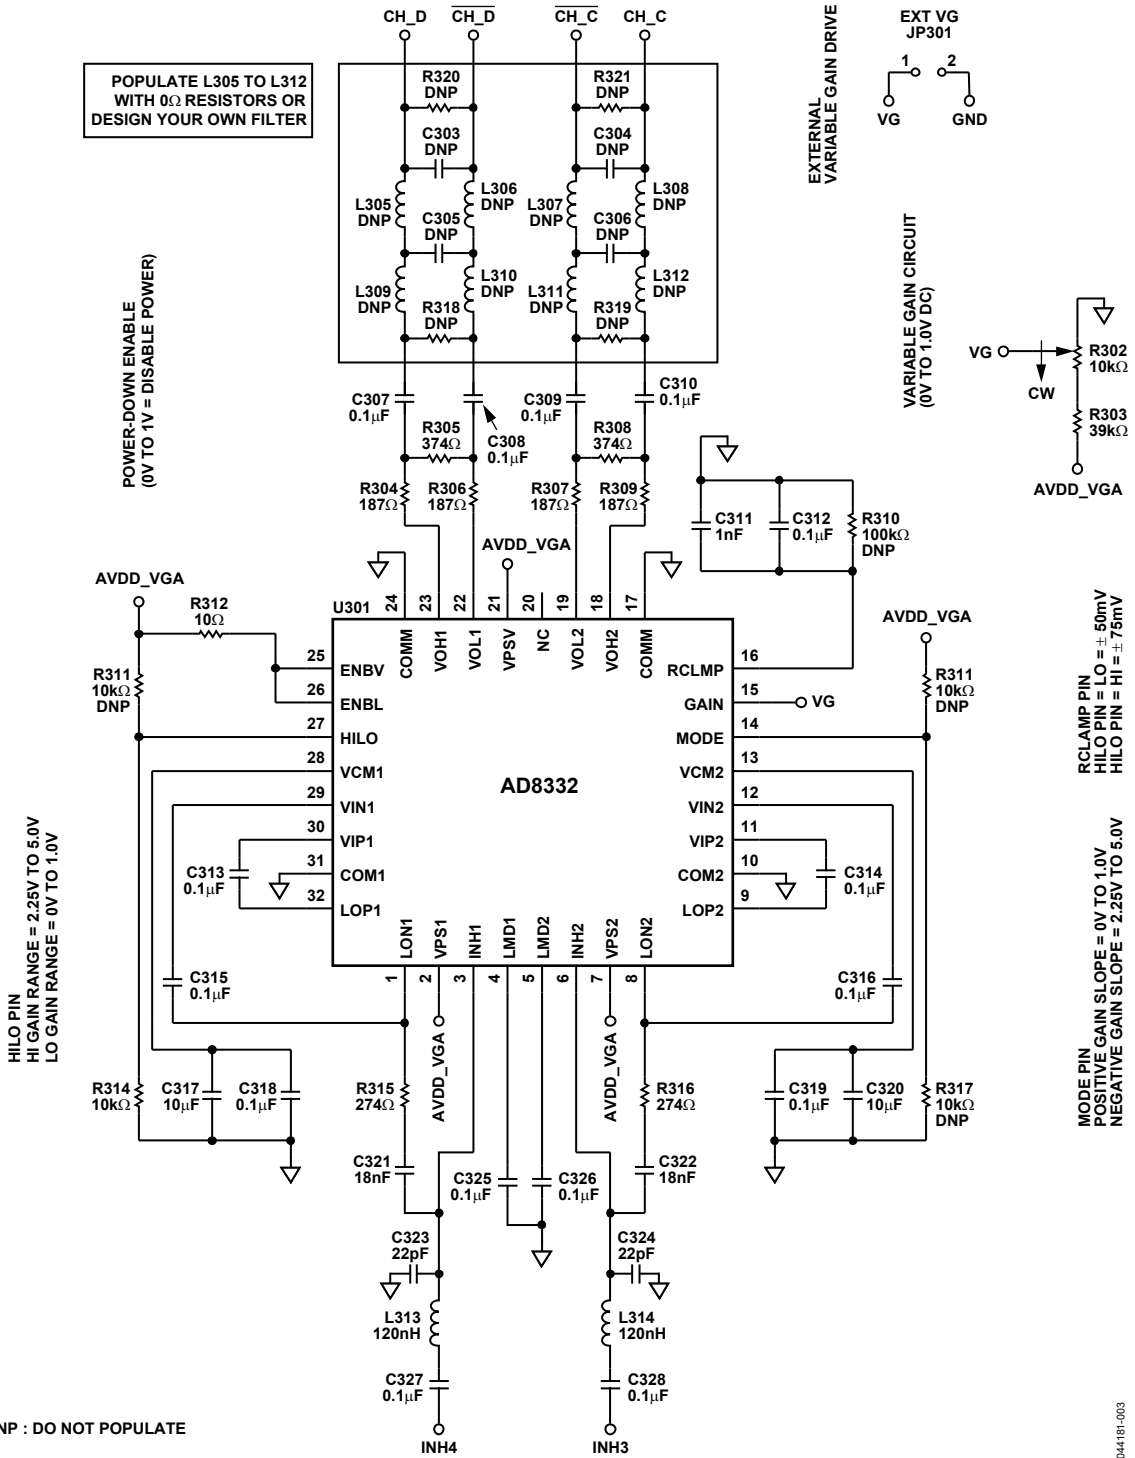 CH_D
CH_D
CH_C
CH_C
EXTERNAL
VARIABLE GAIN DRIVE
EXT VG
JP301
1
2
VG
GND
POPULATE L305 TO L312
WITH 0Ω RESISTORS OR
DESIGN YOUR OWN FILTER
R320
DNP
R321
DNP
C303
DNP
C304
DNP
L305
DNP
L306
DNP
L307
DNP
L308
DNP
C305
DNP
C306
DNP
L309
DNP
L310
DNP
L311
DNP
L312
DNP
R318
DNP
R319
DNP
POWER-DOWN ENABLE
(0V TO 1V = DISABLE POWER)
VARIABLE GAIN CIRCUIT
(0V TO 1.0V DC)
VG
CW
R302
10kΩ
R303
39kΩ
AVDD_VGA
C307
0.1µF
C308
0.1µF
C309
0.1µF
C310
0.1µF
R305
374Ω
R308
374Ω
R304
187Ω
R306
187Ω
R307
187Ω
R309
187Ω
C311
1nF
C312
0.1µF
R310
100kΩ
DNP
AVDD_VGA
AVDD_VGA
R312
10Ω
R311
10kΩ
DNP
U301
24
23
22
21
20
19
18
17
COMM
VOH1
VOL1
VPSV
NC
VOL2
VOH2
COMM
AVDD_VGA
R311
10kΩ
DNP
RCLAMP PIN
HILO PIN = LO = ± 50mV
HILO PIN = HI = ± 75mV
25
ENBV
26
ENBL
27
HILO
28
VCM1
29
VIN1
30
VIP1
31
COM1
32
LOP1
AD8332
RCLMP
16
GAIN
15
VG
MODE
14
VCM2
13
VIN2
12
VIP2
11
COM2
10
LOP2
9
C313
0.1µF
C314
0.1µF
HILO PIN
HI GAIN RANGE = 2.25V TO 5.0V
LO GAIN RANGE = 0V TO 1.0V
MODE PIN
POSITIVE GAIN SLOPE = 0V TO 1.0V
NEGATIVE GAIN SLOPE = 2.25V TO 5.0V
LON1
VPS1
INH1
LMD1
LMD2
INH2
VPS2
LON2
1
2
3
4
5
6
7
8
C315
0.1µF
C316
0.1µF
AVDD_VGA
AVDD_VGA
R314
10kΩ
C317
10µF
C318
0.1µF
R315
274Ω
R316
274Ω
C319
0.1µF
C320
10µF
R317
10kΩ
DNP
C321
18nF
C325
0.1µF
C326
0.1µF
C322
18nF
C323
22pF
C324
22pF
L313
120nH
L314
120nH
C327
0.1µF
C328
0.1µF
INH4
INH3
NP : DO NOT POPULATE
044181-003